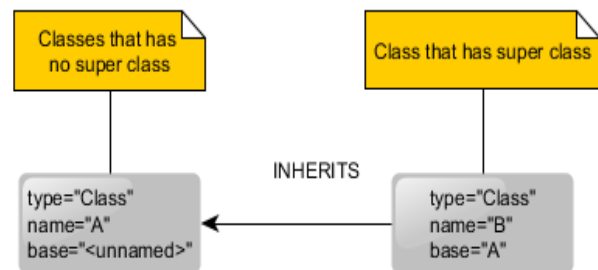 Classes that has
no super class
Class that has super class
INHERITS
type="Class"
name="A"
base="<unnamed>"
type="Class"
name="B"
base="A"